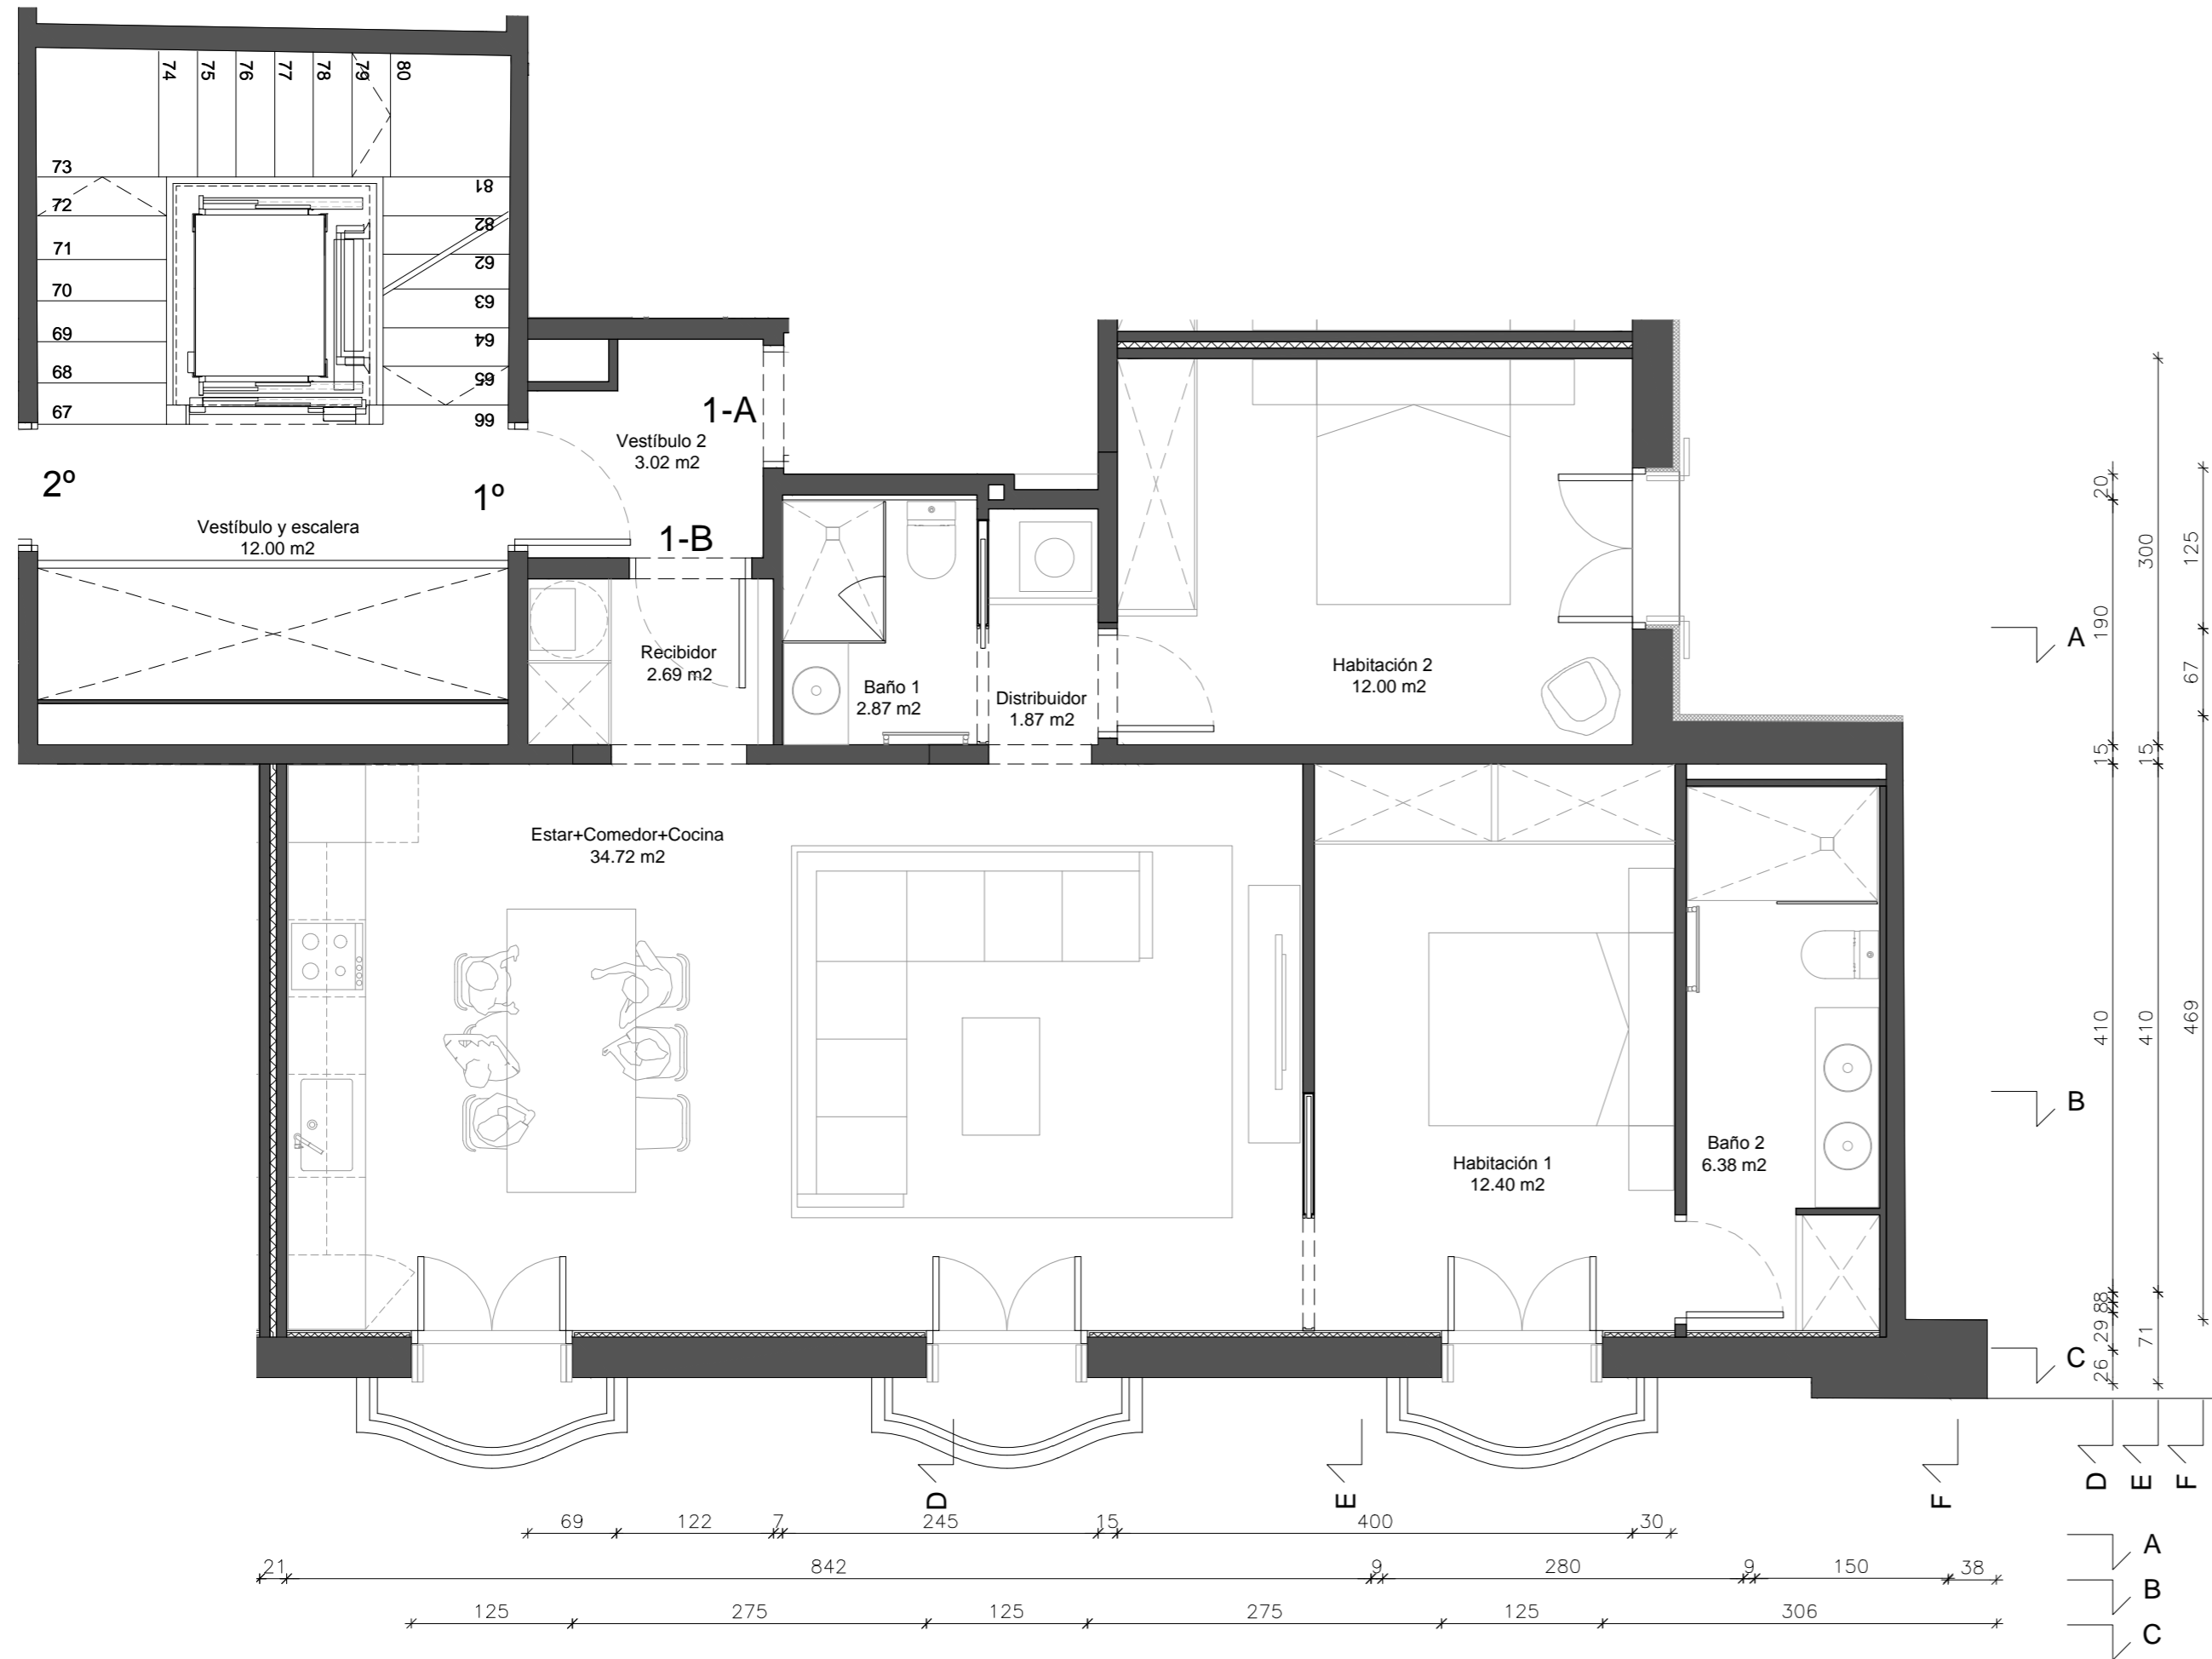 74
75
76
77
78
79
80
73
72
71
70
69
68
67
81
82
62
63
64
65
66
1-A
Vestíbulo 2
3.02 m2
2º
1º
Vestíbulo y escalera
12.00 m2
1-B
Recibidor
2.69 m2
Baño 1
2.87 m2
Distribuidor
1.87 m2
Habitación 2
12.00 m2
Estar+Comedor+Cocina
34.72 m2
Habitación 1
12.40 m2
Baño 2
6.38 m2
20
190
15
410
8
8
29
26
300
15
410
71
125
67
469
A
B
C
D
E
F
D
E
F
69
122
7
245
15
400
30
A
21
842
9
280
9
150
38
B
125
275
125
275
125
306
C